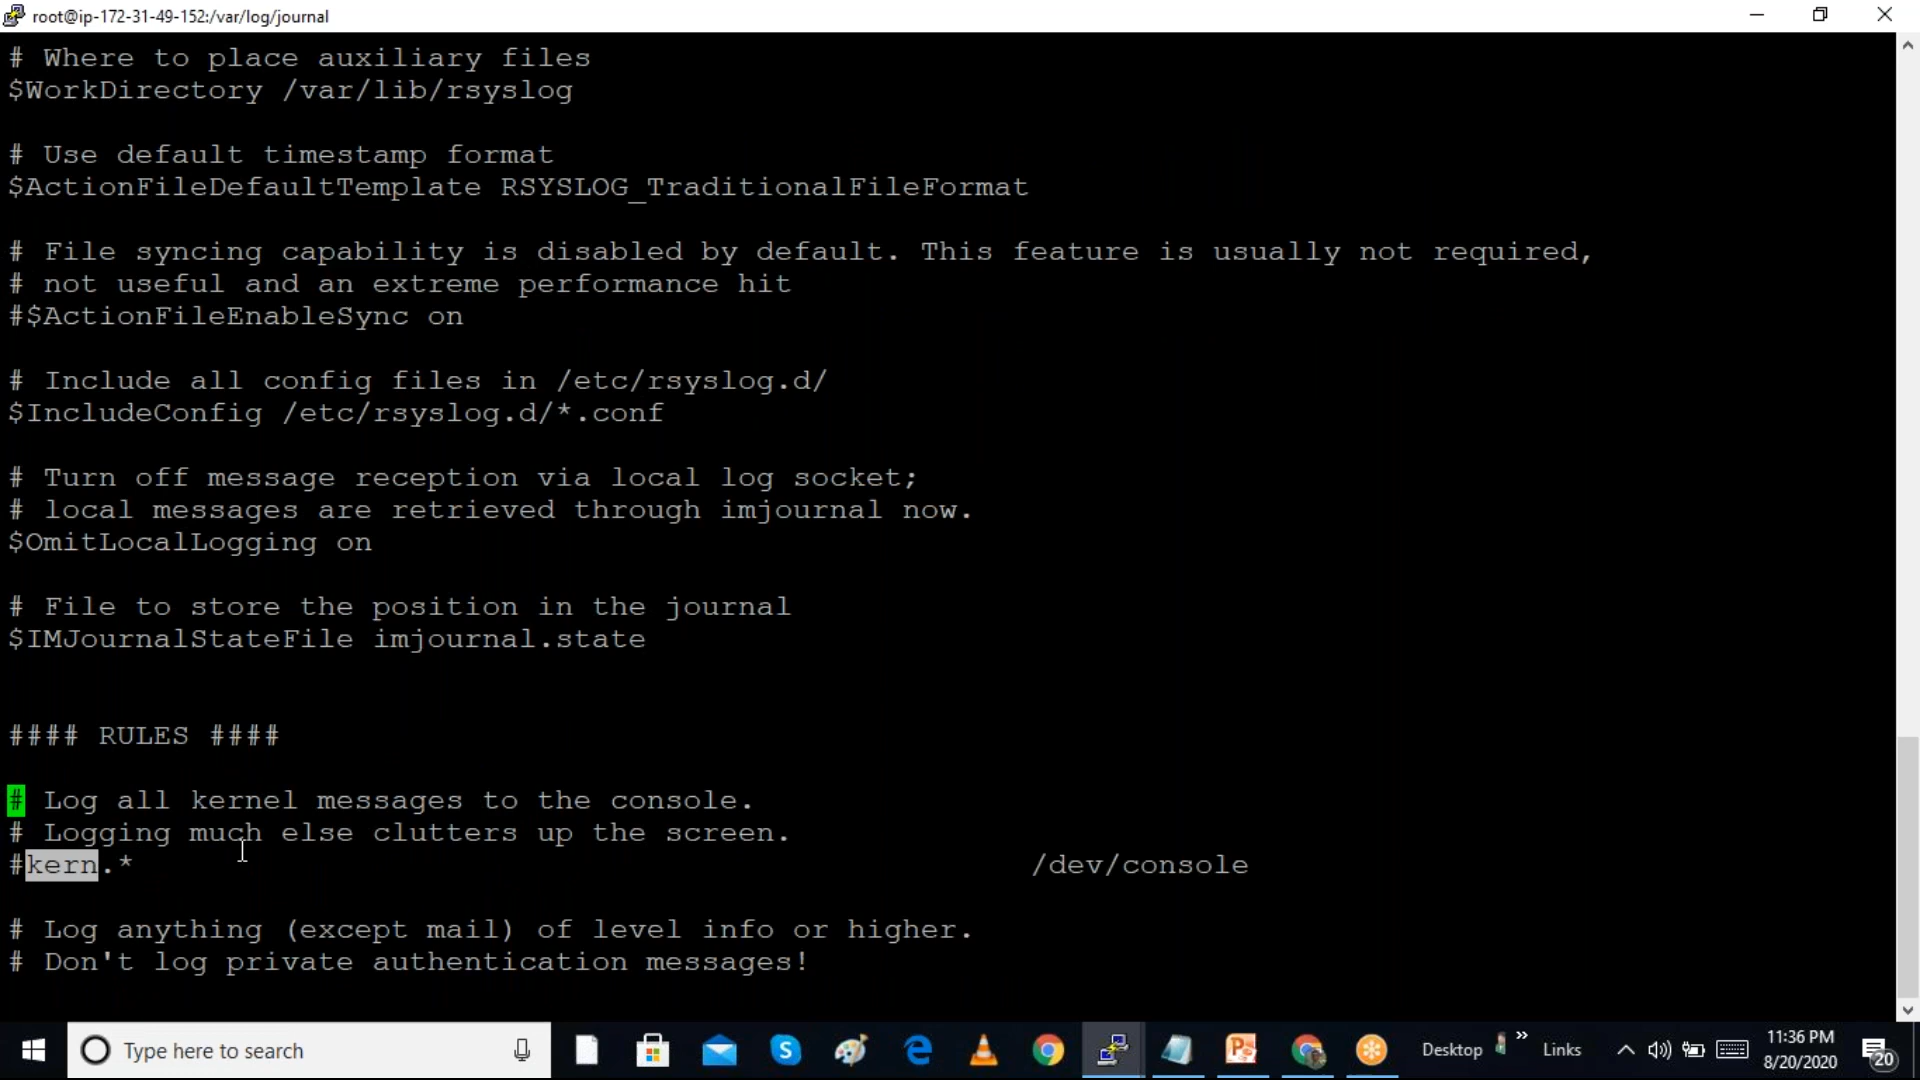 root@ip-172-31-49-152:/var/log/journal
# Where to place auxiliary files
$WorkDirectory /var/lib/rsyslog
# Use default timestamp format
$ActionFileDefaultTemplate RSYSLOG_TraditionalFileFormat
# File syncing capability is disabled by default. This feature is usually not required,
# not useful and an extreme performance hit
#$ActionFileEnableSync on
# Include all config files in /etc/rsyslog.d/
$IncludeConfig /etc/rsyslog.d/*.conf
# Turn off message reception via local log socket;
# local messages are retrieved through imjournal now.
$OmitLocalLogging on
# File to store the position in the journal
$IMJournalStateFile imjournal.state
#### RULES ####
# Log all kernel messages to the console.
# Logging much else clutters up the screen.
#kern.* /dev/console
# Log anything (except mail) of level info or higher.
# Don't log private authentication messages!
Type here to search
Desktop
Links
11:36 PM
8/20/2020
20